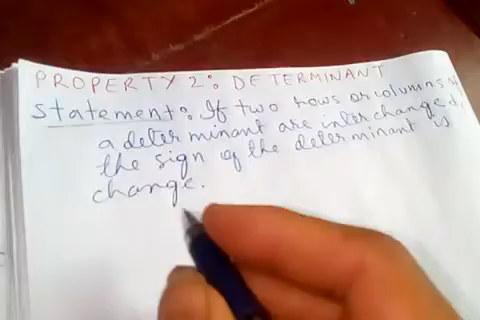 PROPERTY 2: DETERMINANT
Statement: If two rows or columns of
a determinant are interchanged,
the sign of the determinant is
change.